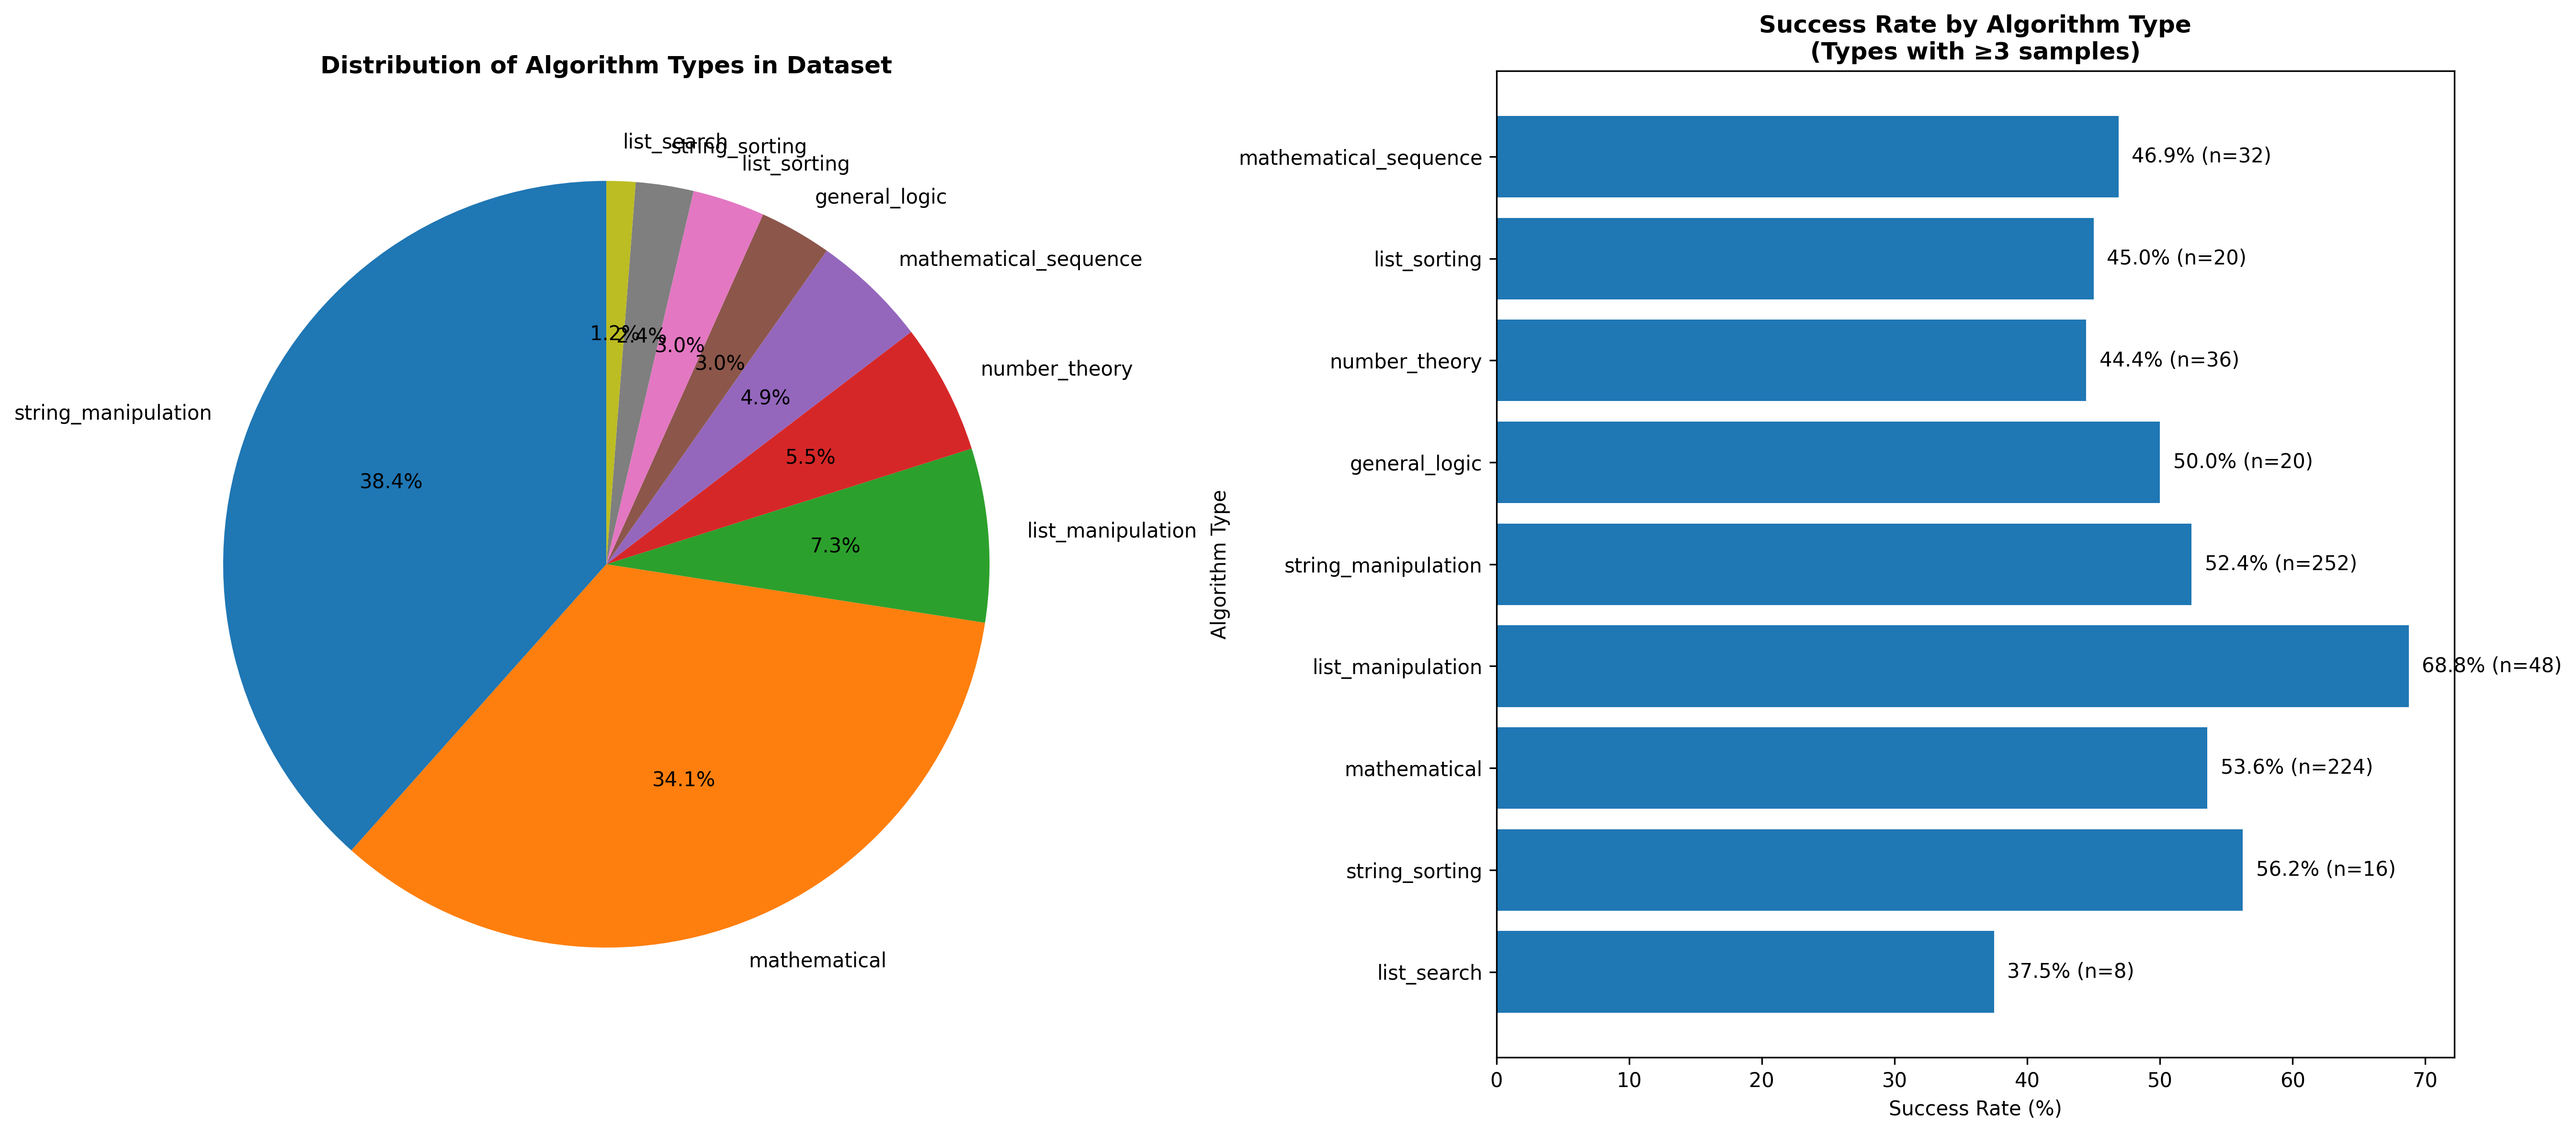 Distribution of Algorithm Types in Dataset
list_search
string_sorting
list_sorting
general_logic
mathematical_sequence
number_theory
list_manipulation
string_manipulation
mathematical
1.2%
2.4%
3.0%
3.0%
4.9%
5.5%
7.3%
38.4%
34.1%
Success Rate by Algorithm Type
(Types with ≥3 samples)
Algorithm Type
mathematical_sequence
46.9% (n=32)
list_sorting
45.0% (n=20)
number_theory
44.4% (n=36)
general_logic
50.0% (n=20)
string_manipulation
52.4% (n=252)
list_manipulation
68.8% (n=48)
mathematical
53.6% (n=224)
string_sorting
56.2% (n=16)
list_search
37.5% (n=8)
0 10 20 30 40 50 60 70
Success Rate (%)